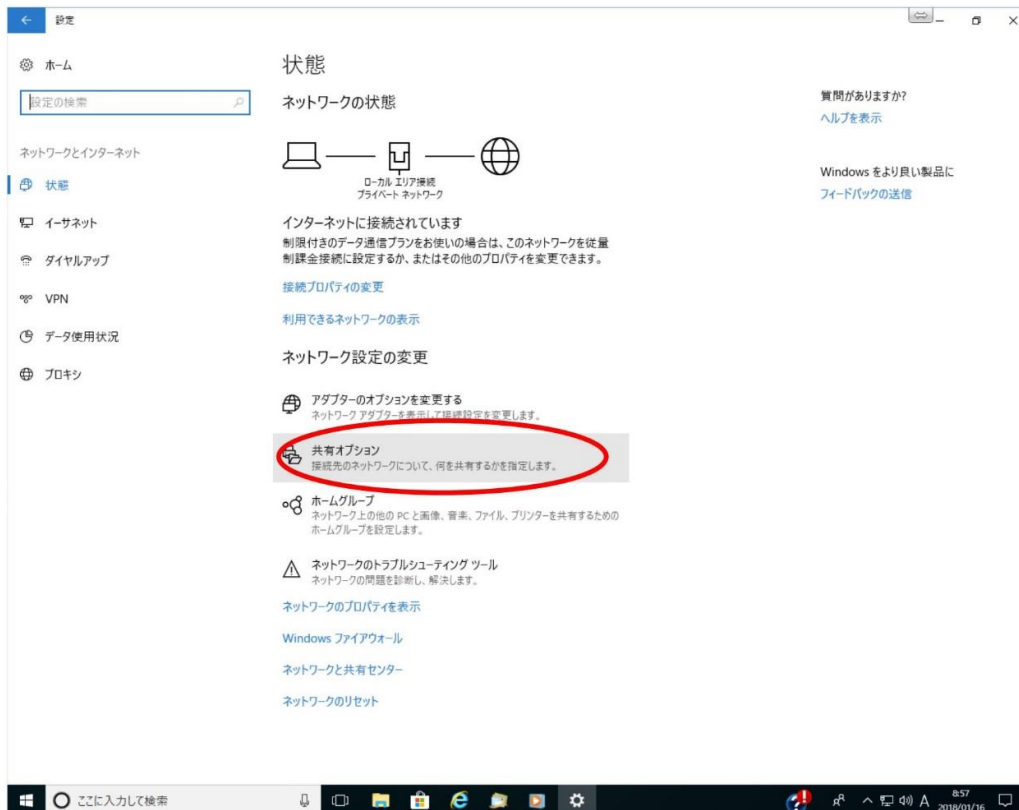 設定
ホーム
設定の検索
ネットワークとインターネット
状態
イーサネット
ダイヤルアップ
VPN
データ使用状況
プロキシ
状態
ネットワークの状態
ローカル エリア接続
プライベート ネットワーク
インターネットに接続されています
制限付きのデータ通信プランをお使いの場合は、このネットワークを従量
制課金接続に設定するか、またはその他のプロパティを変更できます。
接続プロパティの変更
利用できるネットワークの表示
ネットワーク設定の変更
アダプターのオプションを変更する
ネットワーク アダプターを表示して接続設定を変更します。
共有オプション
接続先のネットワークについて、何を共有するかを指定します。
ホームグループ
ネットワーク上の他の PC と画像、音楽、ファイル、プリンターを共有するための
ホームグループを設定します。
ネットワークのトラブルシューティング ツール
ネットワークの問題を診断し、解決します。
ネットワークのプロパティを表示
Windows ファイアウォール
ネットワークと共有センター
ネットワークのリセット
質問がありますか?
ヘルプを表示
Windows をより良い製品に
フィードバックの送信
ここに入力して検索
A
8:57
2018/01/16